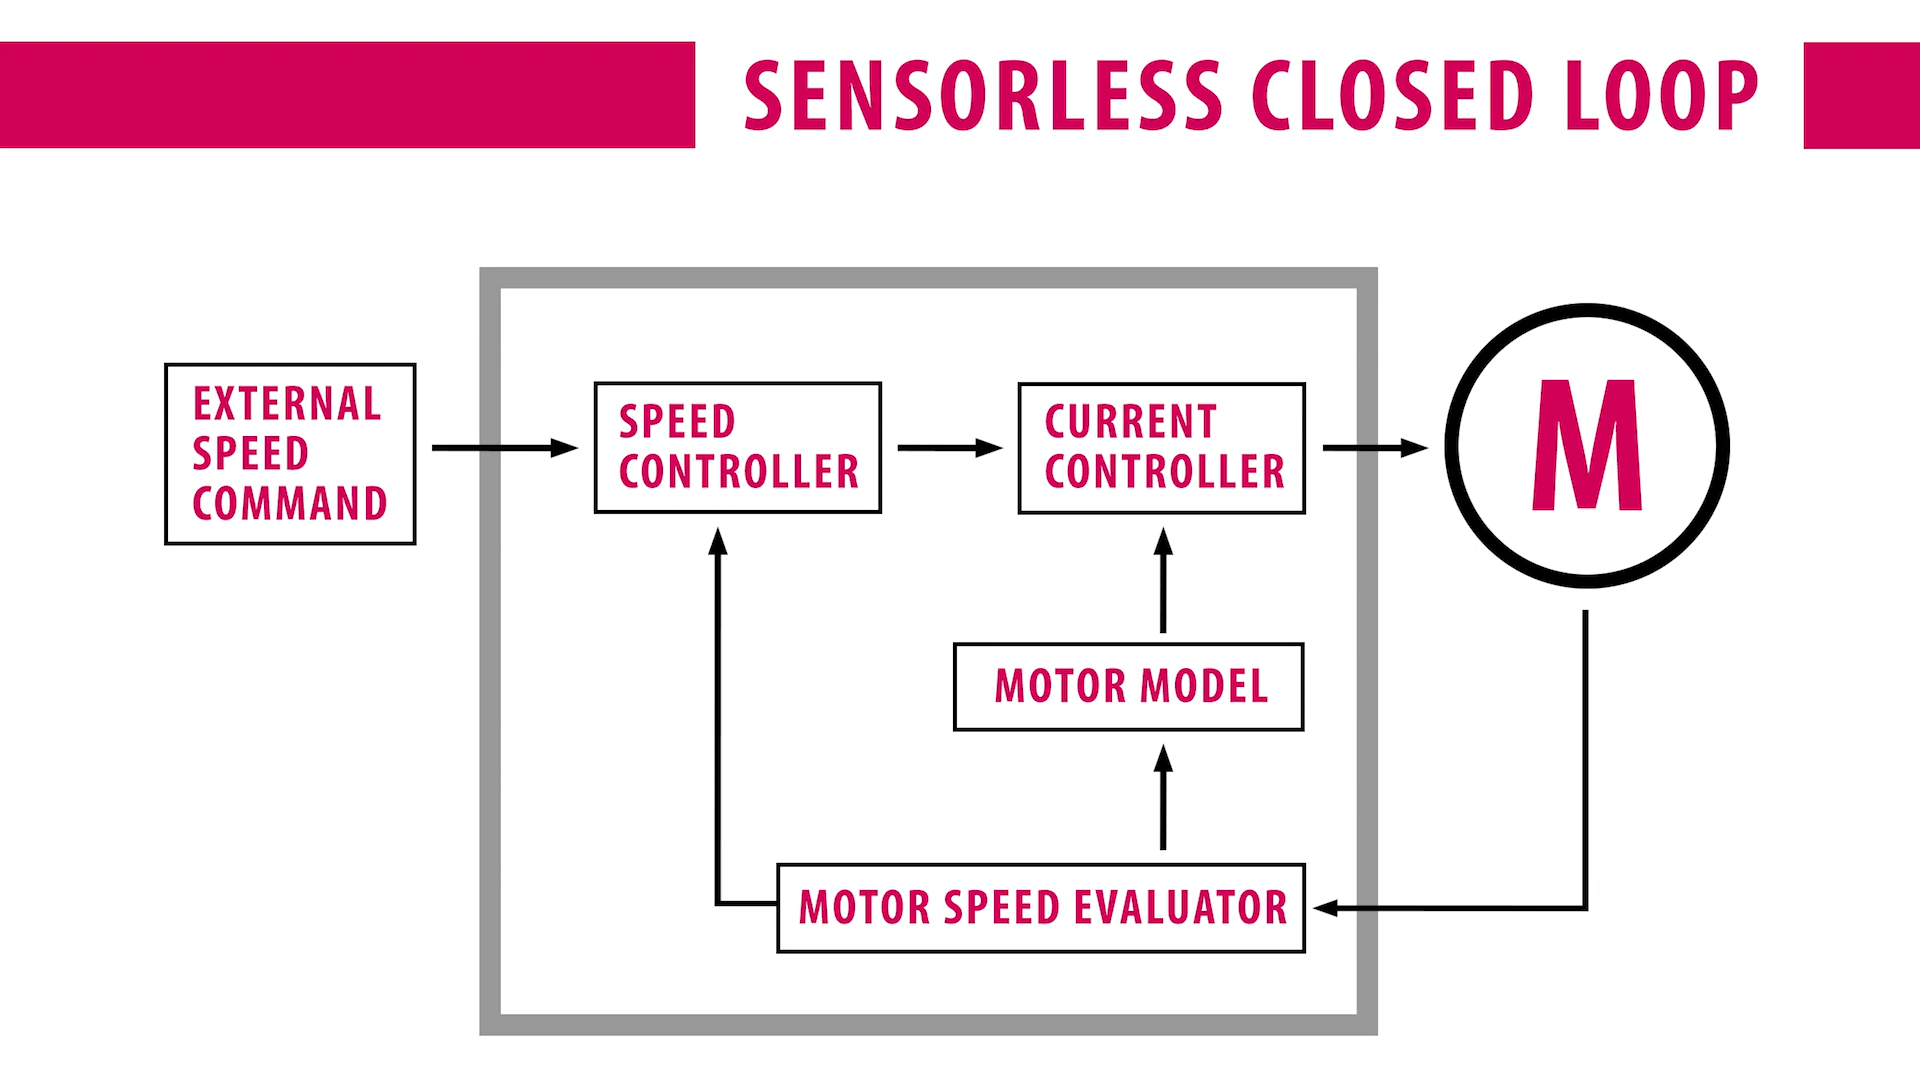 SENSORLESS CLOSED LOOP
EXTERNAL
SPEED
COMMAND
SPEED
CONTROLLER
CURRENT
CONTROLLER
M
MOTOR MODEL
MOTOR SPEED EVALUATOR